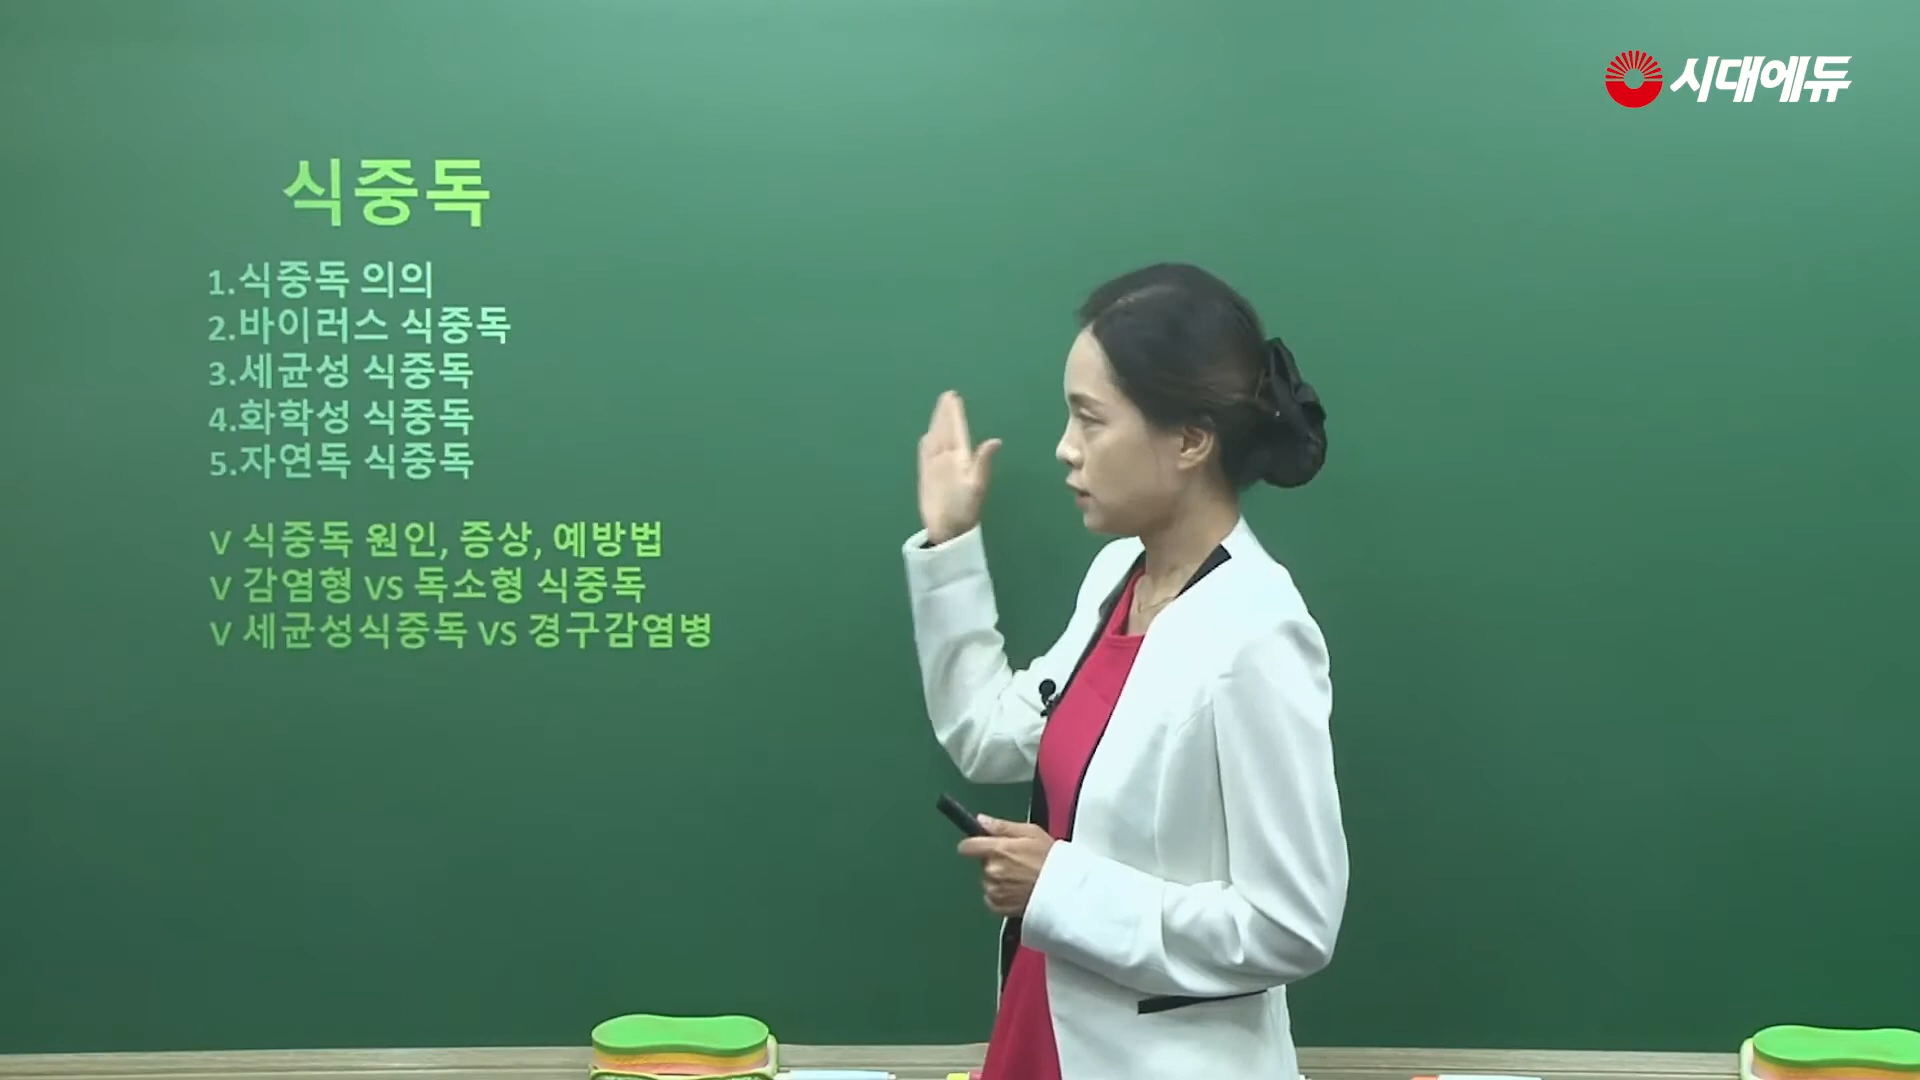 시대에듀
식중독
1.식중독 의의
2.바이러스 식중독
3.세균성 식중독
4.화학성 식중독
5.자연독 식중독
v 식중독 원인, 증상, 예방법
v 감염형 vs 독소형 식중독
v 세균성식중독 vs 경구감염병